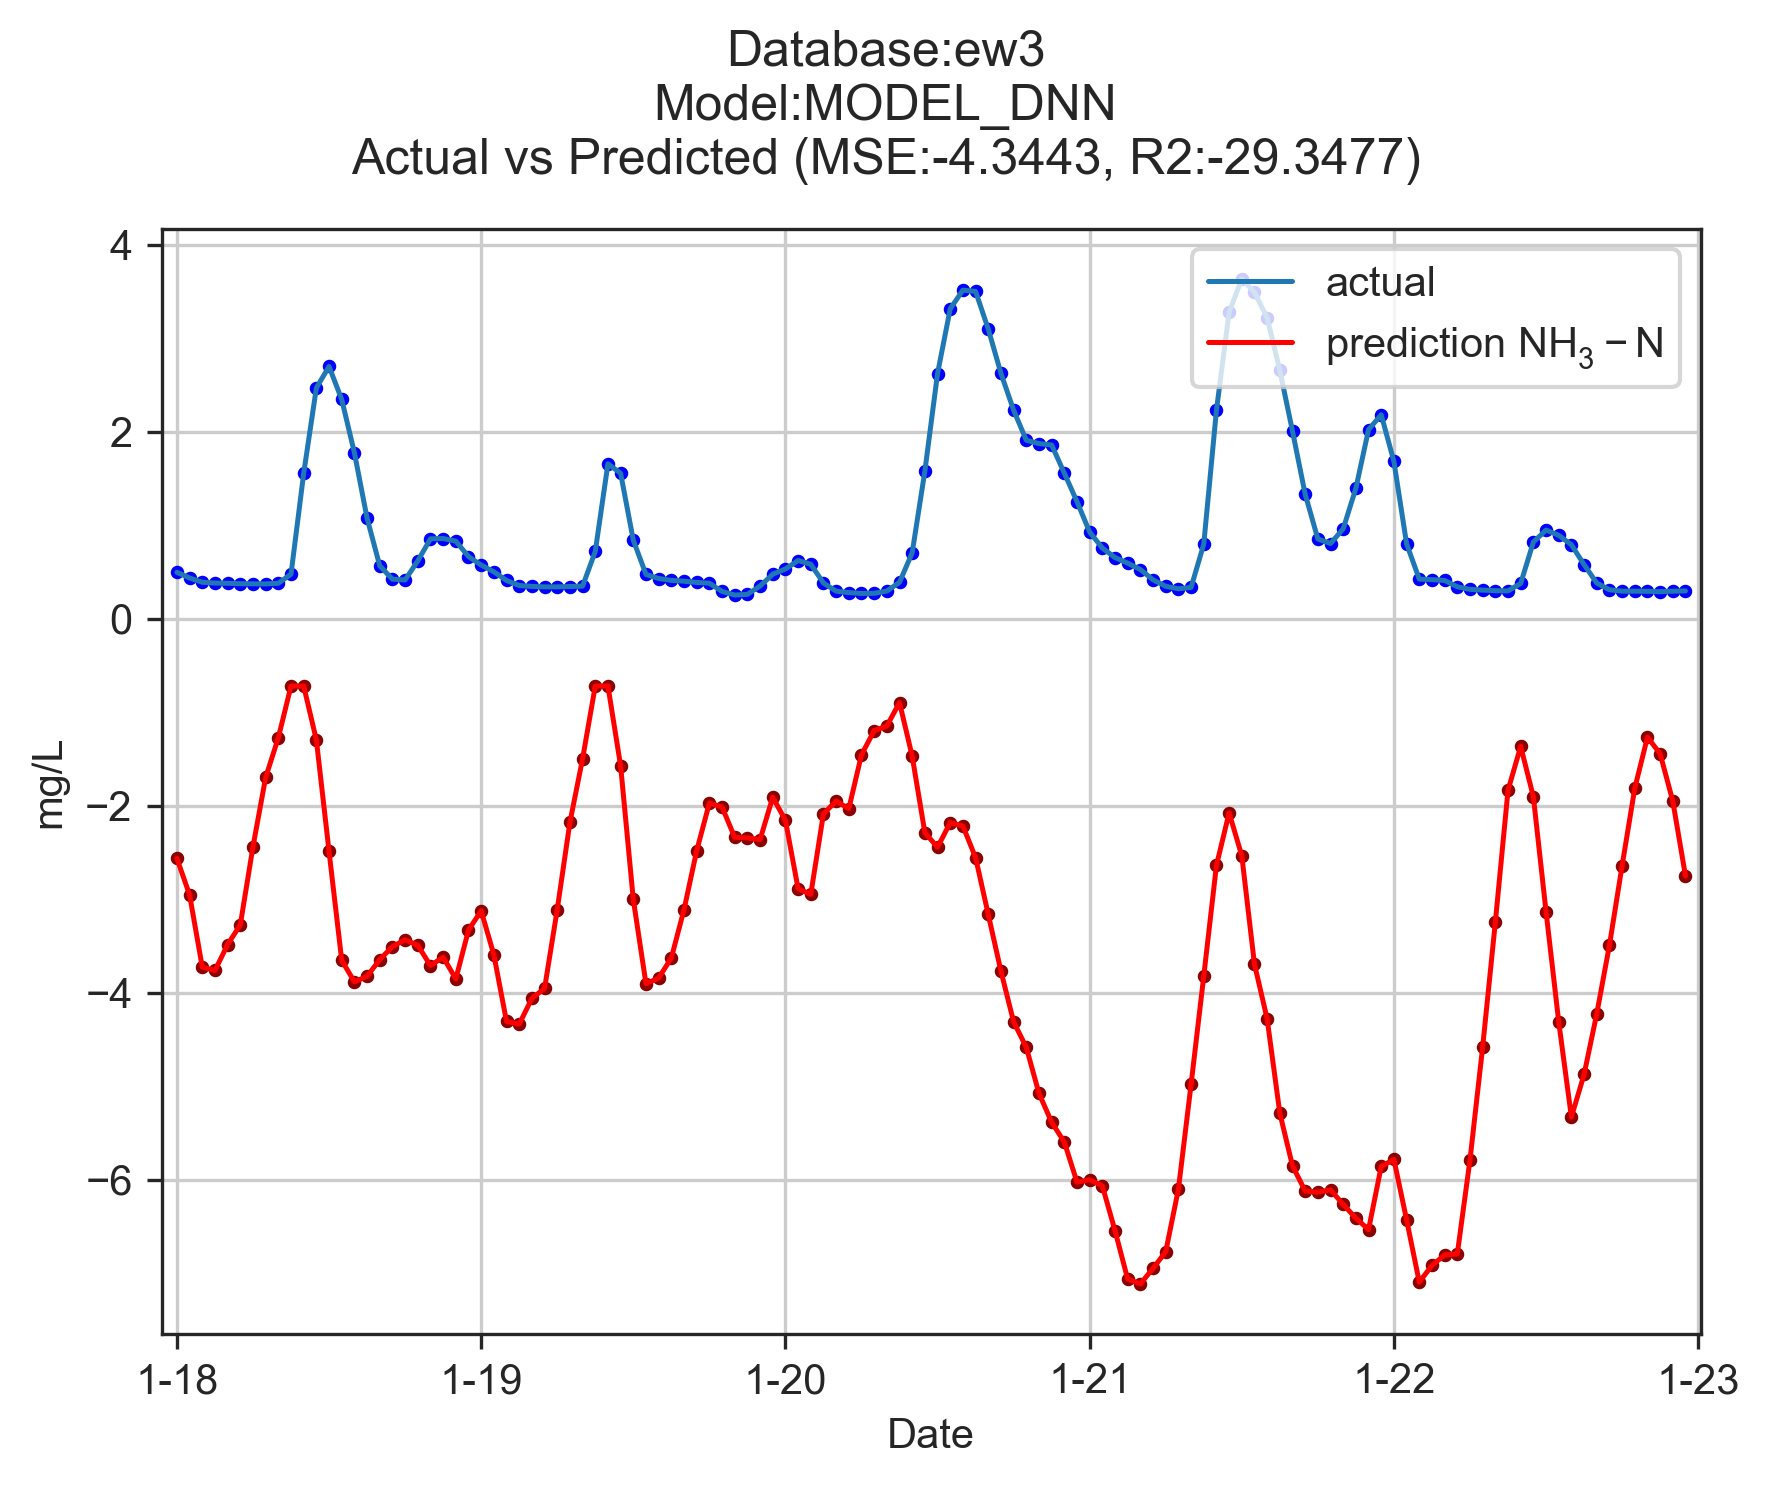 Database:ew3
Model:MODEL_DNN
Actual vs Predicted (MSE:-4.3443, R2:-29.3477)
4
actual
prediction NH₃ − N
2
0
−2
mg/L
−4
−6
1-18 1-19 1-20 1-21 1-22 1-23
Date